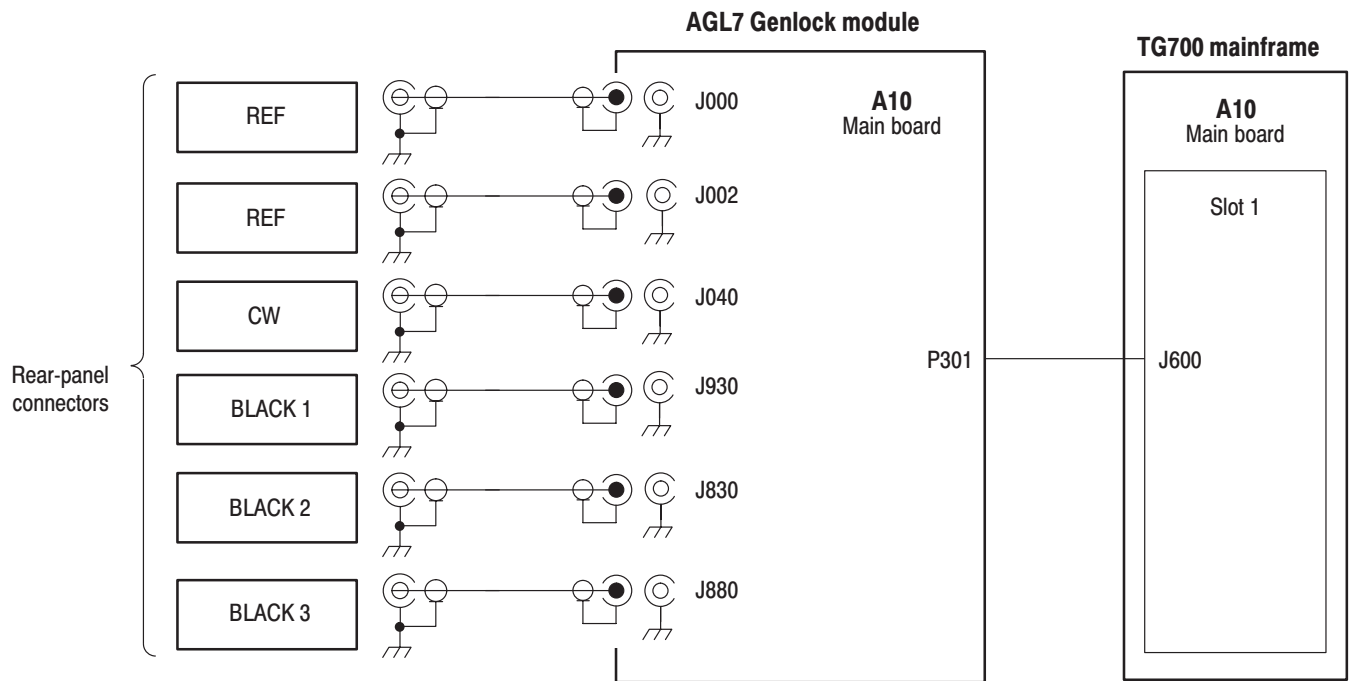 AGL7 Genlock module
TG700 mainframe
REF
J000
A10
Main board
A10
Main board
REF
J002
Slot 1
CW
J040
Rear-panel
connectors
P301
J600
BLACK 1
J930
BLACK 2
J830
BLACK 3
J880